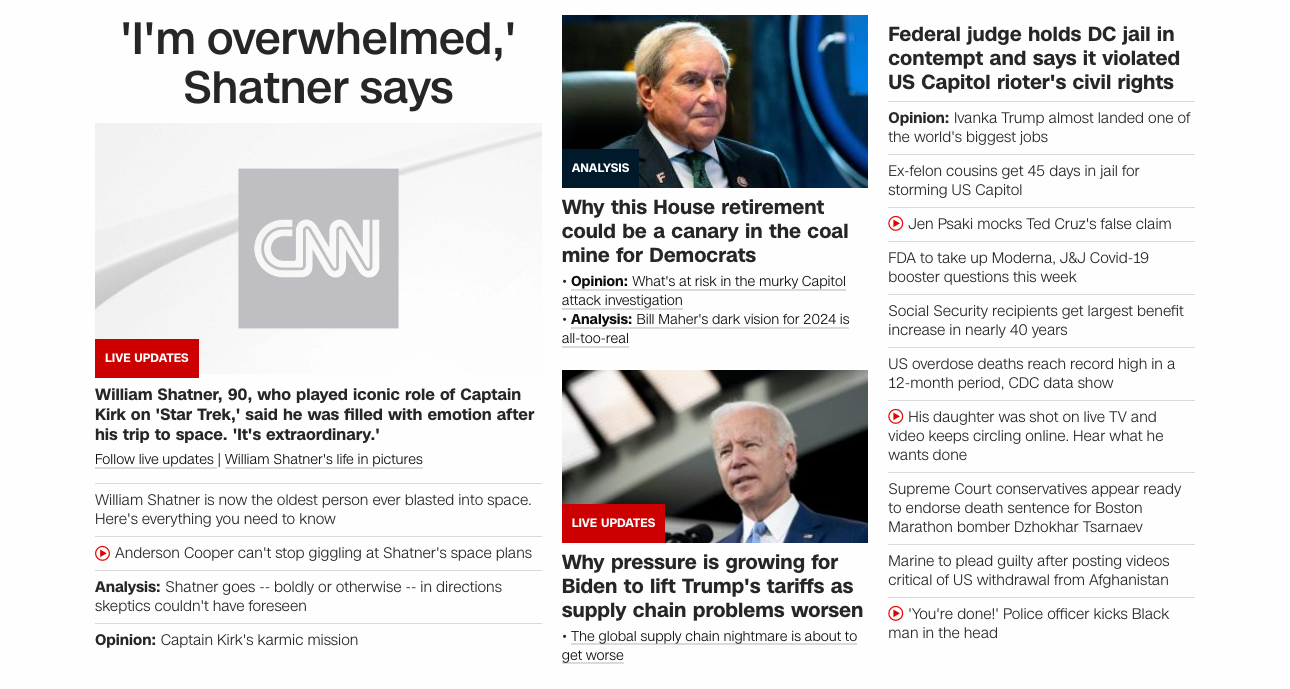 'I'm overwhelmed,'
Shatner says
CNN
LIVE UPDATES
William Shatner, 90, who played iconic role of Captain
Kirk on 'Star Trek,' said he was filled with emotion after
his trip to space. 'It's extraordinary.'
Follow live updates | William Shatner's life in pictures
William Shatner is now the oldest person ever blasted into space.
Here's everything you need to know
Anderson Cooper can't stop giggling at Shatner's space plans
Analysis: Shatner goes -- boldly or otherwise -- in directions
skeptics couldn't have foreseen
Opinion: Captain Kirk's karmic mission
ANALYSIS
Why this House retirement
could be a canary in the coal
mine for Democrats
• Opinion: What's at risk in the murky Capitol
attack investigation
• Analysis: Bill Maher's dark vision for 2024 is
all-too-real
LIVE UPDATES
Why pressure is growing for
Biden to lift Trump's tariffs as
supply chain problems worsen
• The global supply chain nightmare is about to
get worse
Federal judge holds DC jail in
contempt and says it violated
US Capitol rioter's civil rights
Opinion: Ivanka Trump almost landed one of
the world's biggest jobs
Ex-felon cousins get 45 days in jail for
storming US Capitol
Jen Psaki mocks Ted Cruz's false claim
FDA to take up Moderna, J&J Covid-19
booster questions this week
Social Security recipients get largest benefit
increase in nearly 40 years
US overdose deaths reach record high in a
12-month period, CDC data show
His daughter was shot on live TV and
video keeps circling online. Hear what he
wants done
Supreme Court conservatives appear ready
to endorse death sentence for Boston
Marathon bomber Dzhokhar Tsarnaev
Marine to plead guilty after posting videos
critical of US withdrawal from Afghanistan
'You're done!' Police officer kicks Black
man in the head